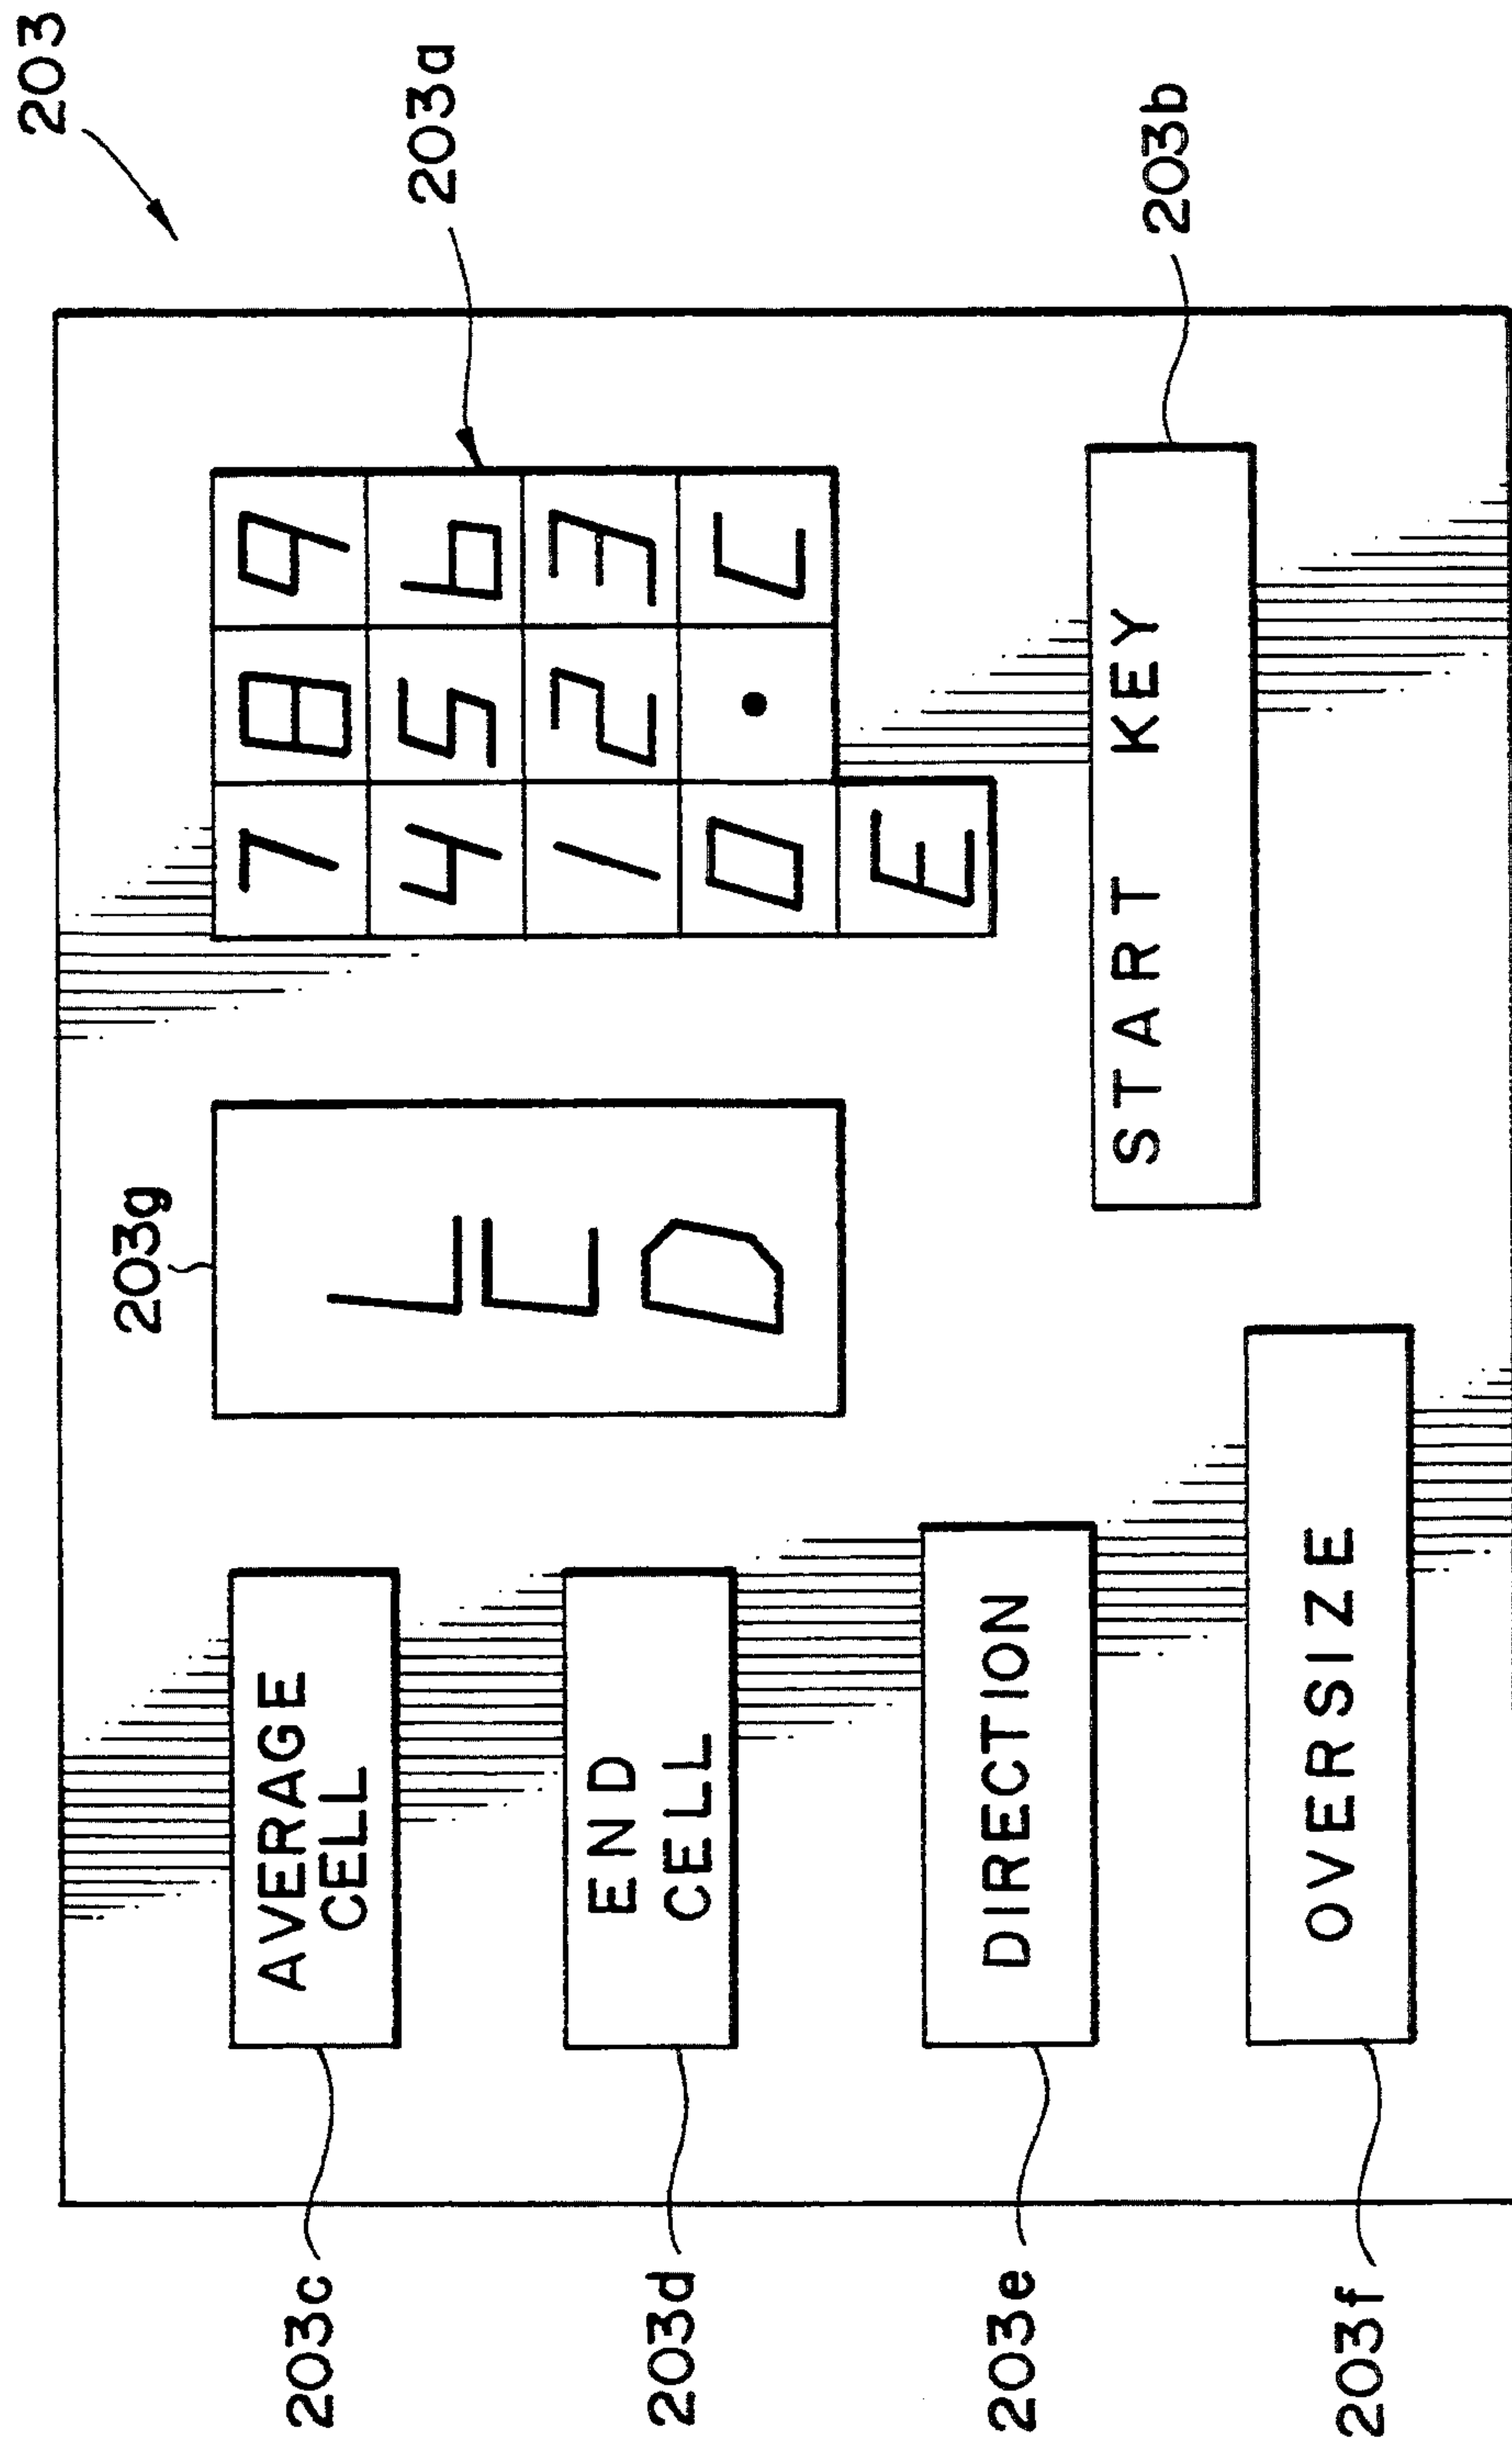 203
203g
203c
AVERAGE
CELL
203d
END
CELL
203e
DIRECTION
203f
OVERSIZE
L
C
D
7 8 9
4 5 6
1 2 3
0 . C
E
203a
START KEY
203b